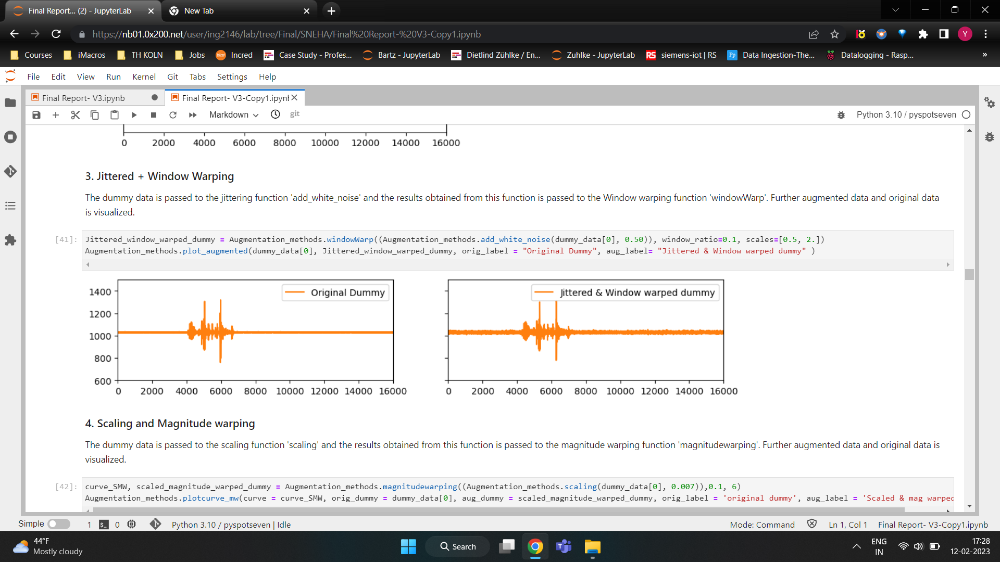 Final Report... (2) - JupyterLab
New Tab
https://nb01.0x200.net/user/ing2146/lab/tree/Final/SNEHA/Final%20Report-%20V3-Copy1.ipynb
Y
Courses
iMacros
TH KOLN
Jobs
Incred
Case Study - Profes...
Bartz - JupyterLab
Dietlind Zühlke / En...
Zuhlke - JupyterLab
RS siemens-iot | RS
Pp Data Ingestion-The...
Datalogging - Rasp...
»
File Edit View Run Kernel Git Tabs Settings Help
Final Report- V3.ipynb
Final Report- V3-Copy1.ipynb
Markdown
git
Python 3.10 / pyspotseven
0 2000 4000 6000 8000 10000 12000 14000 16000
3. Jittered + Window Warping
The dummy data is passed to the jittering function 'add_white_noise' and the results obtained from this function is passed to the Window warping function 'windowWarp'. Further augmented data and original data
is visualized.
[41]:
Jittered_window_warped_dummy = Augmentation_methods.windowWarp((Augmentation_methods.add_white_noise(dummy_data[0], 0.50)), window_ratio=0.1, scales=[0.5, 2.])
Augmentation_methods.plot_augmented(dummy_data[0], Jittered_window_warped_dummy, orig_label = "Original Dummy", aug_label= "Jittered & Window warped dummy" )
Original Dummy
1400
1200
1000
800
600
0 2000 4000 6000 8000 10000 12000 14000 16000
Jittered & Window warped dummy
0 2000 4000 6000 8000 10000 12000 14000 16000
4. Scaling and Magnitude warping
The dummy data is passed to the scaling function 'scaling' and the results obtained from this function is passed to the magnitude warping function 'magnitudewarping'. Further augmented data and original data is
visualized.
[42]:
curve_SMW, scaled_magnitude_warped_dummy = Augmentation_methods.magnitudewarping((Augmentation_methods.scaling(dummy_data[0], 0.007)),0.1, 6)
Augmentation_methods.plotcurve_mw(curve = curve_SMW, orig_dummy = dummy_data[0], aug_dummy = scaled_magnitude_warped_dummy, orig_label = 'original dummy', aug_label = 'Scaled & mag warped
Simple
1
$_
0
Python 3.10 / pyspotseven | Idle
Mode: Command
Ln 1, Col 1
Final Report- V3-Copy1.ipynb
44°F
Mostly cloudy
Search
ENG
IN
17:28
12-02-2023